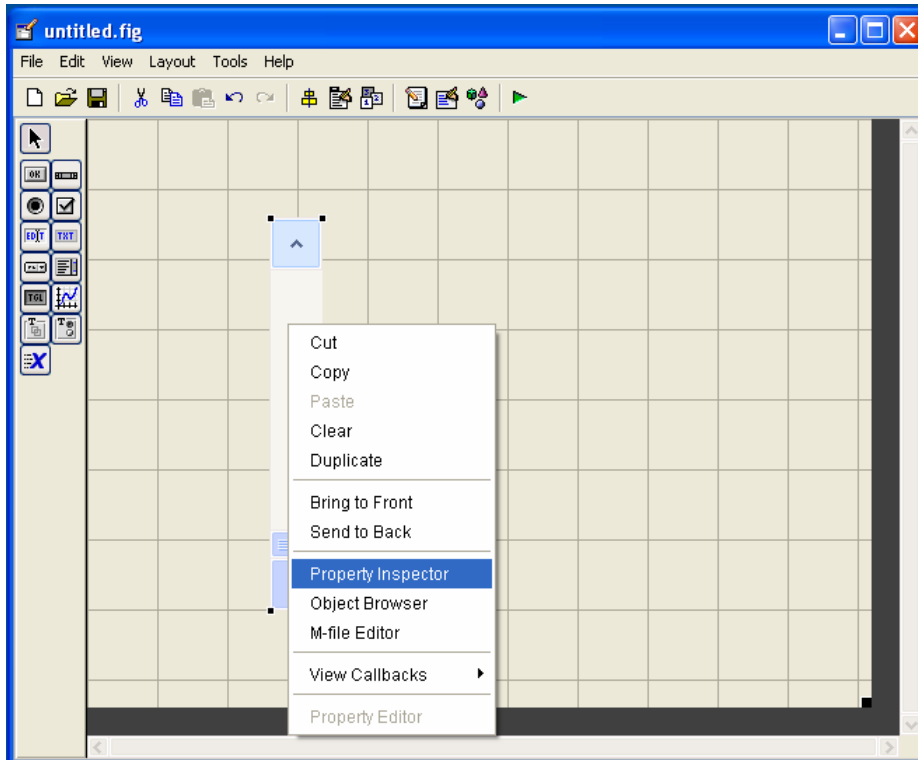 untitled.fig
File Edit View Layout Tools Help
OK
EDIT TXT
TGL
T T
X
Cut
Copy
Paste
Clear
Duplicate
Bring to Front
Send to Back
Property Inspector
Object Browser
M-file Editor
View Callbacks
Property Editor